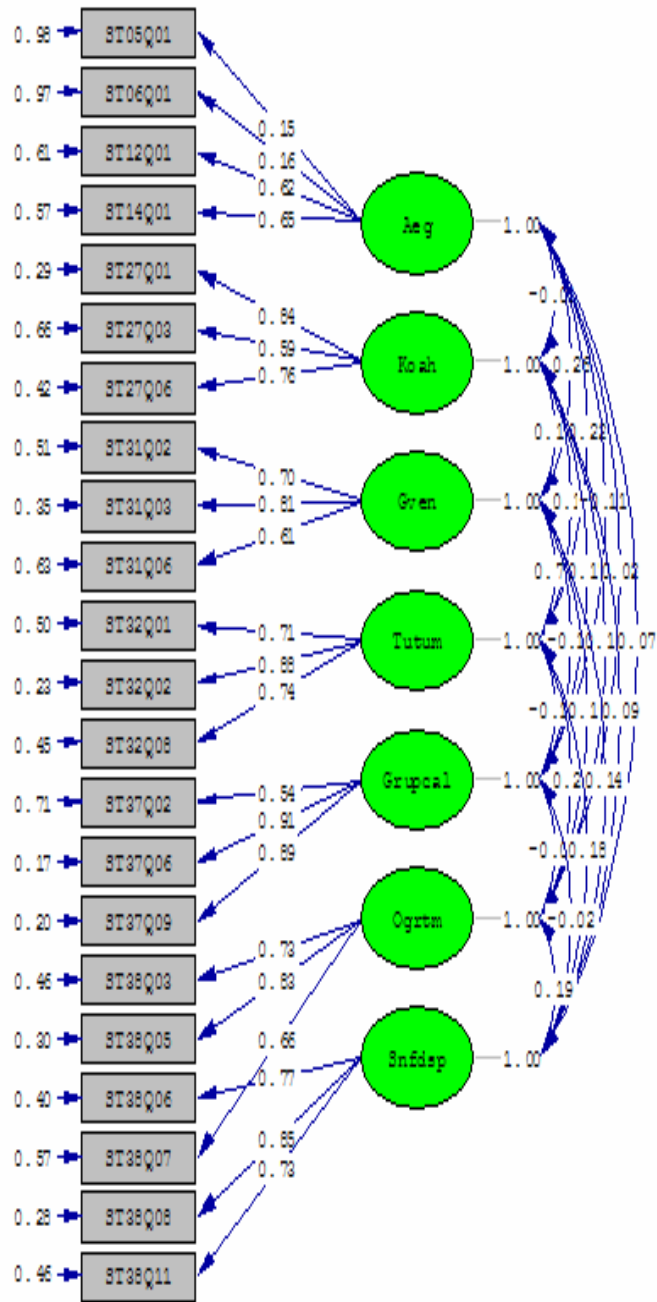 0.98 ST05Q01
0.97 ST06Q01
0.61 ST12Q01
0.57 ST14Q01
0.29 ST27Q01
0.66 ST27Q03
0.42 ST27Q06
0.51 ST31Q02
0.35 ST31Q03
0.63 ST31Q06
0.50 ST32Q01
0.23 ST32Q02
0.45 ST32Q08
0.71 ST37Q02
0.17 ST37Q06
0.20 ST37Q09
0.46 ST38Q03
0.30 ST38Q05
0.40 ST38Q06
0.57 ST38Q07
0.28 ST38Q08
0.46 ST38Q11
0.15
0.16
0.62
0.65
0.84
0.59
0.76
0.70
0.81
0.61
0.71
0.88
0.74
0.54
0.91
0.89
0.73
0.83
0.66
0.77
0.85
0.73
Aeg 1.00
Koah 1.00
Gven 1.00
Tutum 1.00
Grupcal 1.00
Ogrtm 1.00
Snfdsp 1.00
0.22
0.02
0.07
0.09
0.14
0.18
-0.02
0.19